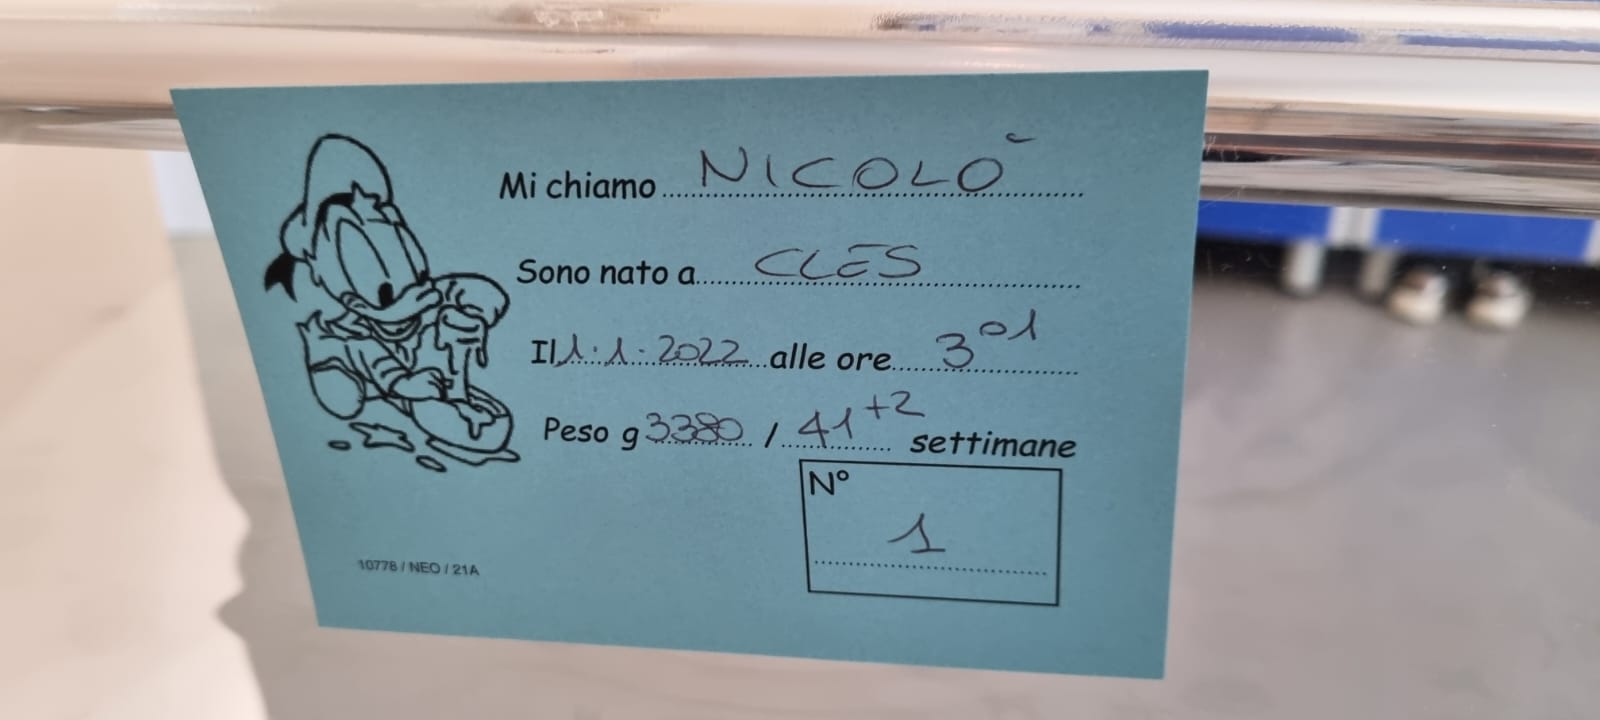 Mi chiamo NICOLÒ
Sono nato a CLES
Il 1.1.2022 alle ore 3⁰¹
Peso g 3380 / 41⁺² settimane
N°
1
10778 / NEO / 21A